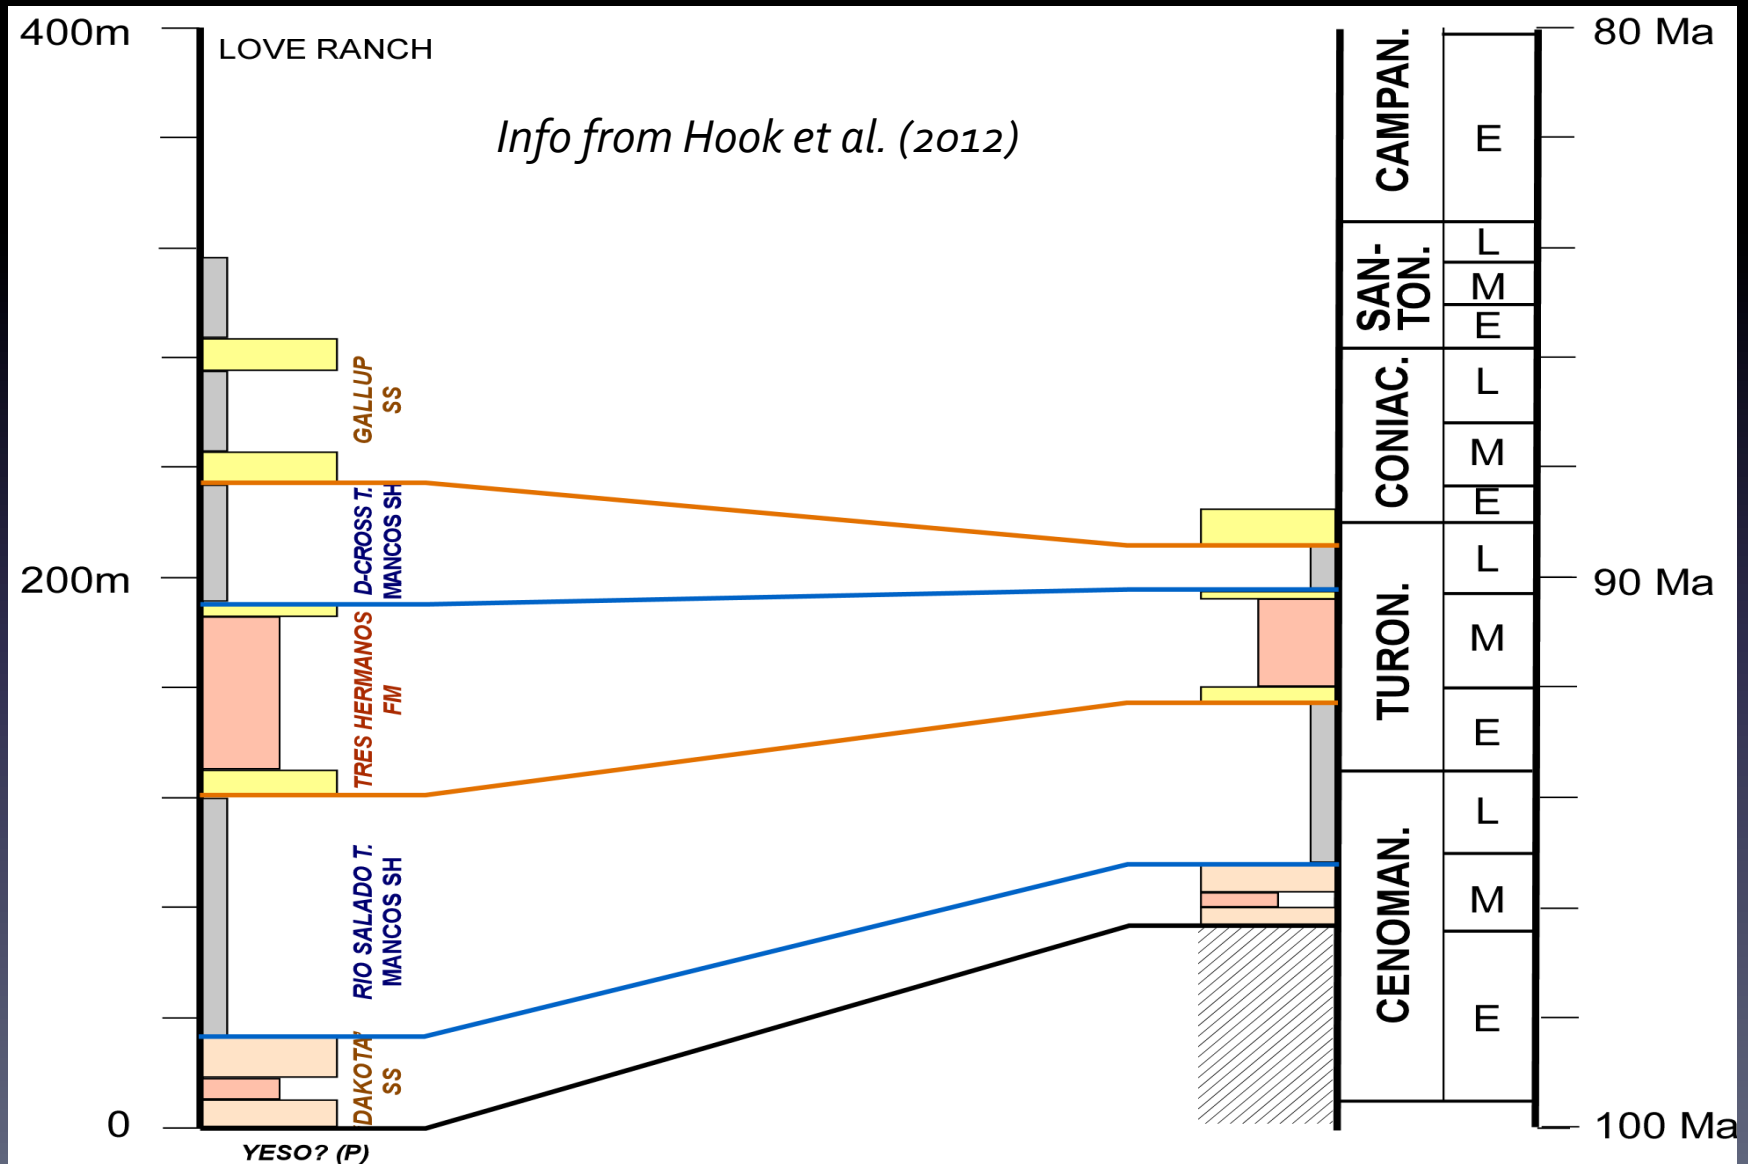 400m
LOVE RANCH
Info from Hook et al. (2012)
200m
0
GALLUP
SS
D-CROSS T.
MANCOS SH
TRES HERMANOS
FM
RIO SALADO T.
MANCOS SH
'DAKOTA'
SS
YESO? (P)
CAMPAN.
E
SAN-
TON.
L
M
E
CONIAC.
L
M
E
TURON.
L
M
E
CENOMAN.
L
M
E
80 Ma
90 Ma
100 Ma